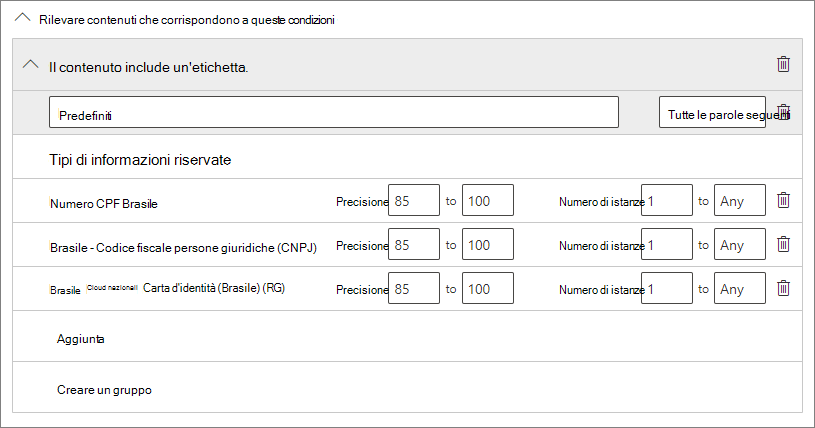 Rilevare contenuti che corrispondono a queste condizioni
Il contenuto include un'etichetta.
Predefiniti Tutte le parole seguenti
Tipi di informazioni riservate
Numero CPF Brasile Precisione 85 to 100 Numero di istanze 1 to Any
Brasile - Codice fiscale persone giuridiche (CNPJ) Precisione 85 to 100 Numero di istanze 1 to Any
Brasile Cloud nazionali Carta d'identità (Brasile) (RG) Precisione 85 to 100 Numero di istanze 1 to Any
Aggiunta
Creare un gruppo